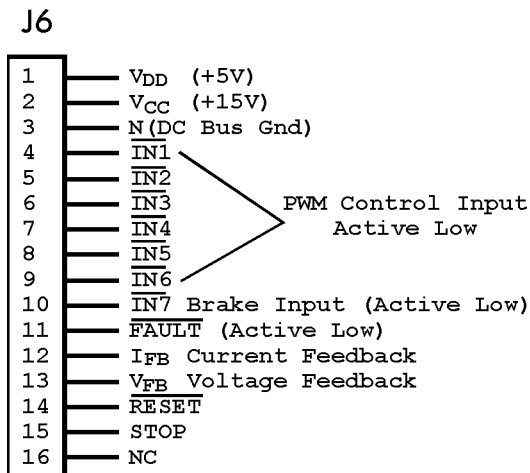 J6
1 VDD (+5V)
2 VCC (+15V)
3 N(DC Bus Gnd)
4 IN1
5 IN2
6 IN3
7 IN4
8 IN5
9 IN6
PWM Control Input
Active Low
10 IN7 Brake Input (Active Low)
11 FAULT (Active Low)
12 IFB Current Feedback
13 VFB Voltage Feedback
14 RESET
15 STOP
16 NC